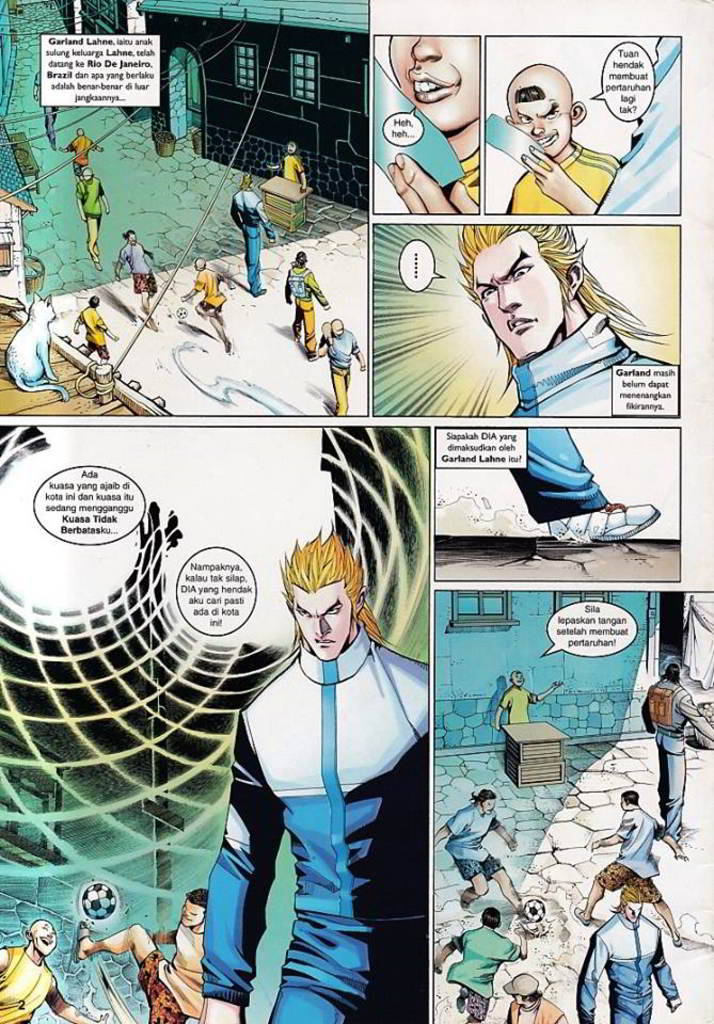 Garland Lahne, iaitu anak
sulung keluarga Lahne, telah
datang ke Rio De Janeiro,
Brazil dan apa yang berlaku
adalah benar-benar di luar
jangkaannya...
Heh,
heh...
Tuan
hendak
membuat
pertaruhan
lagi
tak?
....
Garland masih
belum dapat
menenangkan
fikirannya.
Ada
kuasa yang ajaib di
kota ini dan kuasa itu
sedang mengganggu
Kuasa Tidak
Berbatasku...
Nampaknya,
kalau tak silap,
DIA yang hendak
aku cari pasti
ada di kota
ini!
Siapakah DIA yang
dimaksudkan oleh
Garland Lahne itu?
Sila
lepaskan tangan
setelah membuat
pertaruhan!
2